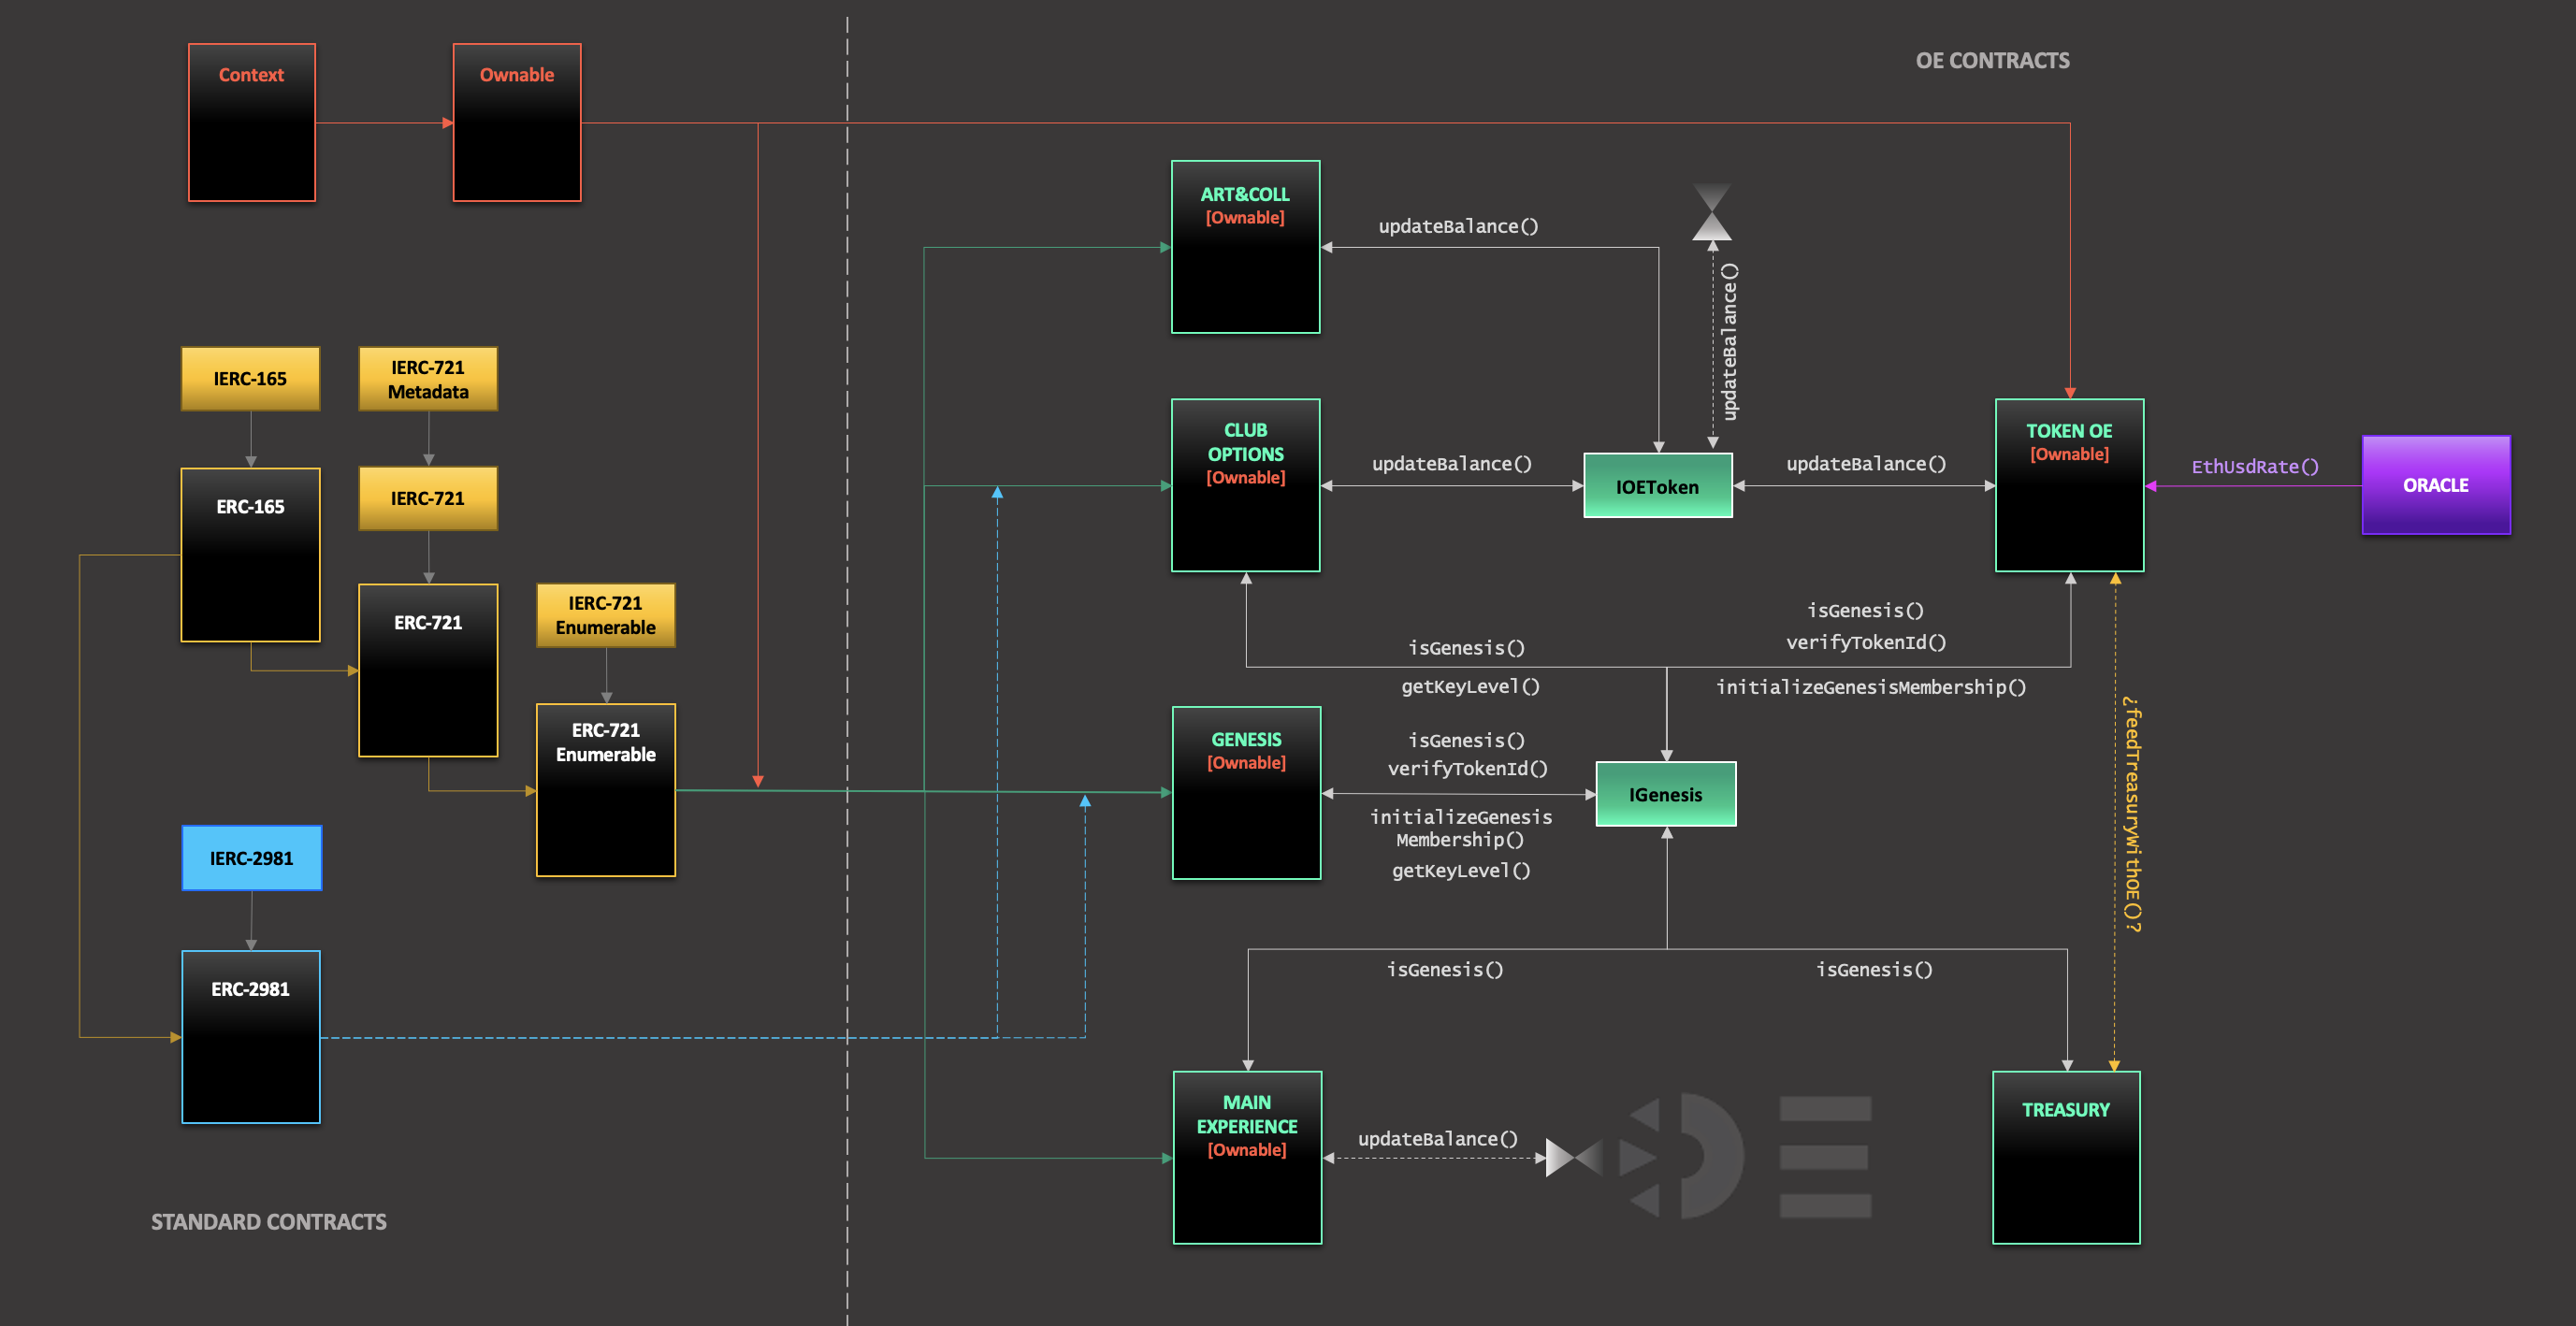 Context
Ownable
OE CONTRACTS
ART&COLL
[Ownable]
updateBalance()
updateBalance()
IERC-165
IERC-721
Metadata
ERC-165
IERC-721
CLUB
OPTIONS
[Ownable]
updateBalance()
IOEToken
updateBalance()
TOKEN OE
[Ownable]
EthUsdRate()
ORACLE
ERC-721
IERC-721
Enumerable
isGenesis()
getKeyLevel()
isGenesis()
verifyTokenId()
initializeGenesisMembership()
ERC-721
Enumerable
GENESIS
[Ownable]
isGenesis()
verifyTokenId()
initializeGenesis
Membership()
getKeyLevel()
IGenesis
¿feedTreasurywithOE()?
IERC-2981
ERC-2981
isGenesis()
isGenesis()
MAIN
EXPERIENCE
[Ownable]
updateBalance()
TREASURY
STANDARD CONTRACTS